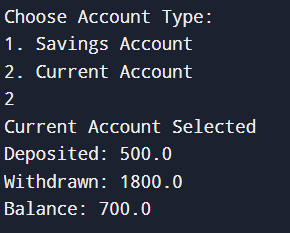 Choose Account Type:
1. Savings Account
2. Current Account
2
Current Account Selected
Deposited: 500.0
Withdrawn: 1800.0
Balance: 700.0